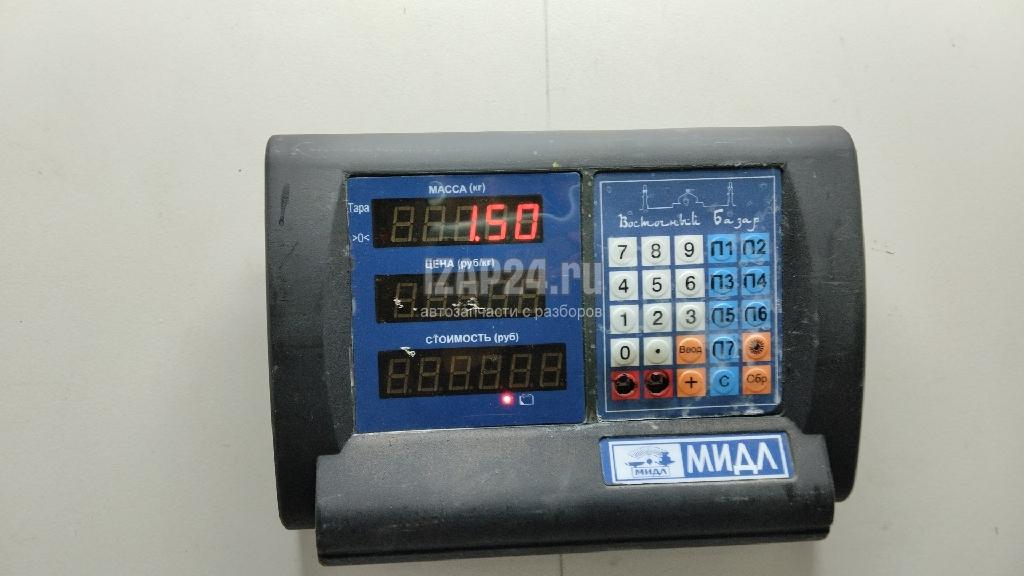 МАССА (кг)
Тара
1.50
>0<
ЦЕНА (руб/кг)
IZAP24.ru
автозапчасти с разборов
СТОИМОСТЬ (руб)
Восточный Базар
7 8 9 П1 П2
4 5 6 П3 П4
1 2 3 П5 П6
0 . Ввод П7
+ С Сбр
МИДЛ
МИДЛ